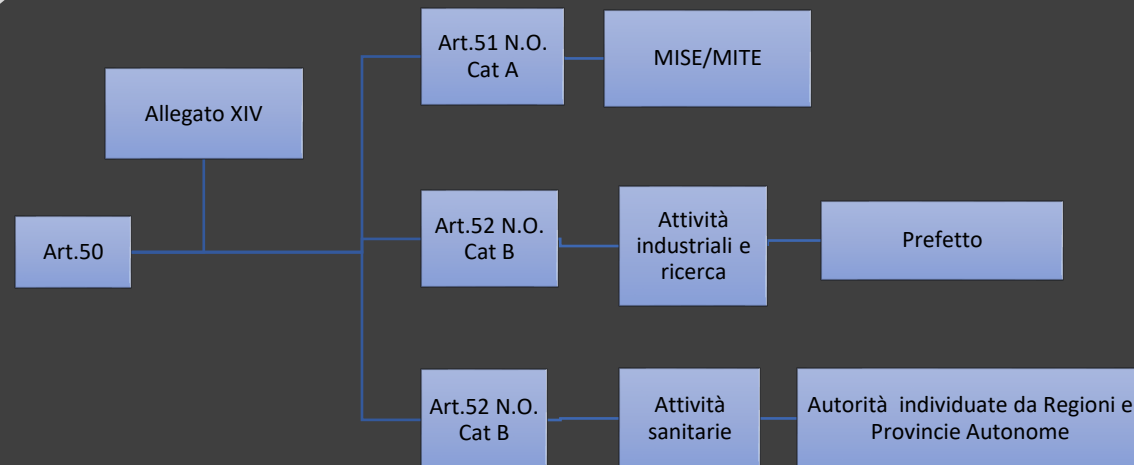 Art.50
Allegato XIV
Art.51 N.O.
Cat A
MISE/MITE
Art.52 N.O.
Cat B
Attività
industriali e
ricerca
Prefetto
Art.52 N.O.
Cat B
Attività
sanitarie
Autorità individuate da Regioni e
Provincie Autonome